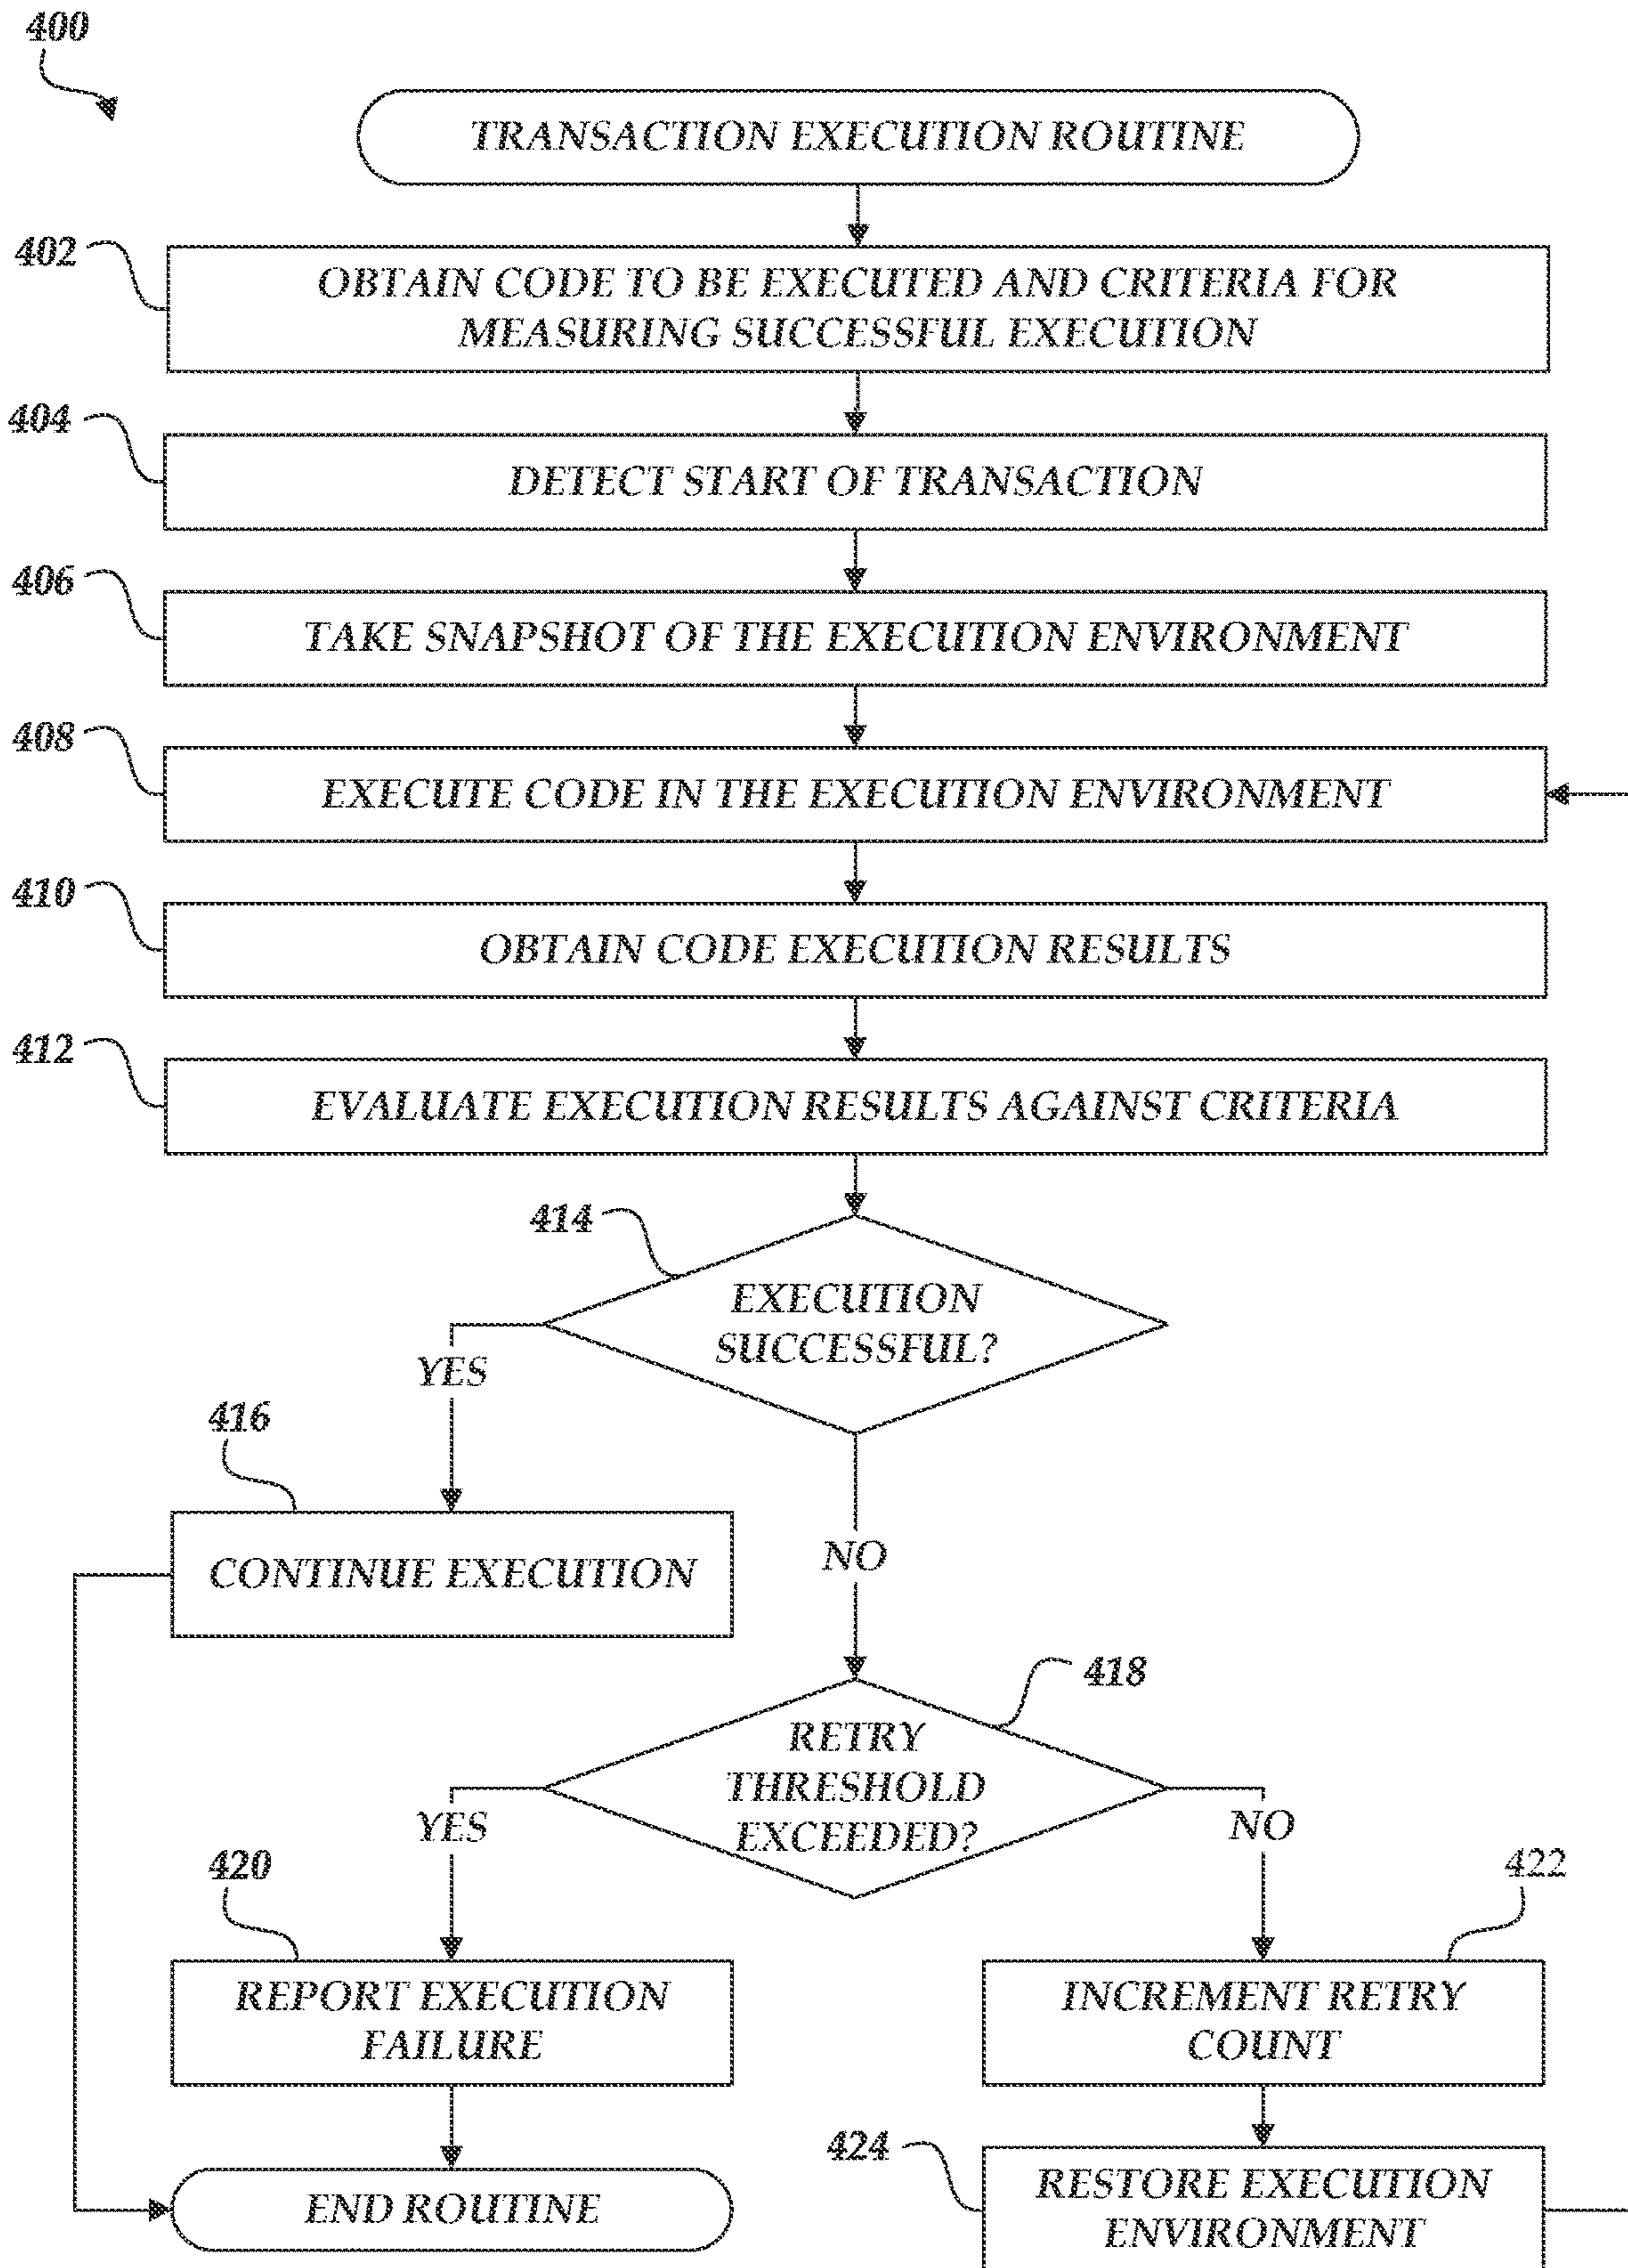 400
TRANSACTION EXECUTION ROUTINE
402
OBTAIN CODE TO BE EXECUTED AND CRITERIA FOR
MEASURING SUCCESSFUL EXECUTION
404
DETECT START OF TRANSACTION
406
TAKE SNAPSHOT OF THE EXECUTION ENVIRONMENT
408
EXECUTE CODE IN THE EXECUTION ENVIRONMENT
410
OBTAIN CODE EXECUTION RESULTS
412
EVALUATE EXECUTION RESULTS AGAINST CRITERIA
414
EXECUTION
SUCCESSFUL?
YES
416
CONTINUE EXECUTION
NO
418
RETRY
THRESHOLD
EXCEEDED?
YES
NO
420
422
REPORT EXECUTION
FAILURE
INCREMENT RETRY
COUNT
424
END ROUTINE
RESTORE EXECUTION
ENVIRONMENT